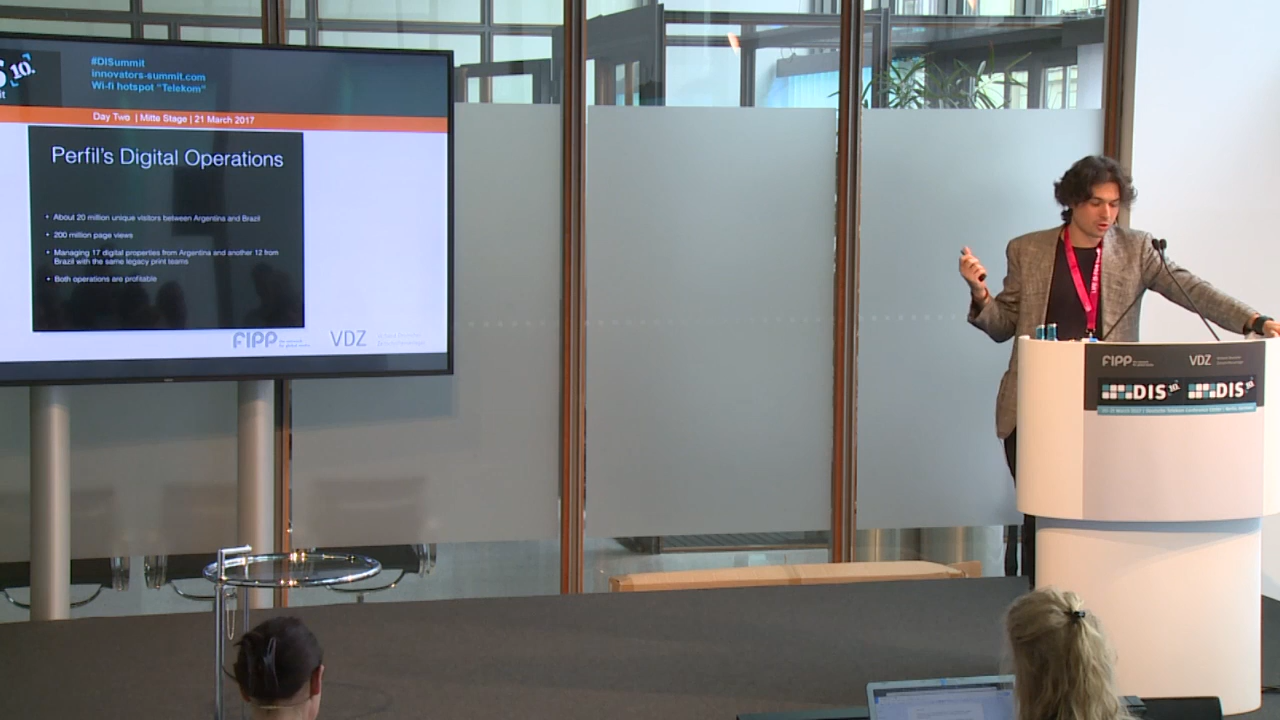 #DISummit
innovators-summit.com
Wi-fi hotspot "Telekom"
Day Two | Mitte Stage | 21 March 2017
Perfil's Digital Operations
• About 20 million unique visitors between Argentina and Brazil
• 200 million page views
• Managing 17 digital properties from Argentina and another 12 from
Brazil with the same legacy print teams
• Both operations are profitable
FIPP
VDZ
FIPP
VDZ
DIS
DIS